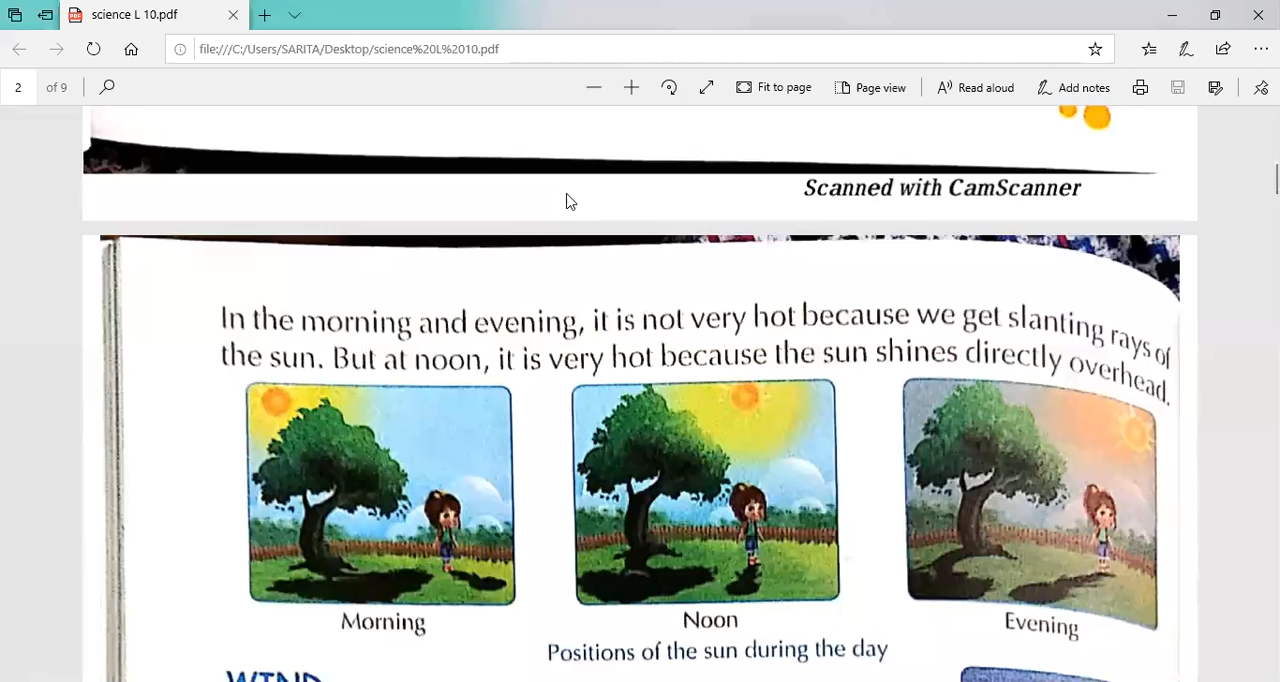 science L 10.pdf
file:///C:/Users/SARITA/Desktop/science%20L%2010.pdf
2 of 9 Fit to page Page view Read aloud Add notes
Scanned with CamScanner
In the morning and evening, it is not very hot because we get slanting rays of
the sun. But at noon, it is very hot because the sun shines directly overhead.
Morning Noon Evening
Positions of the sun during the day
WIND